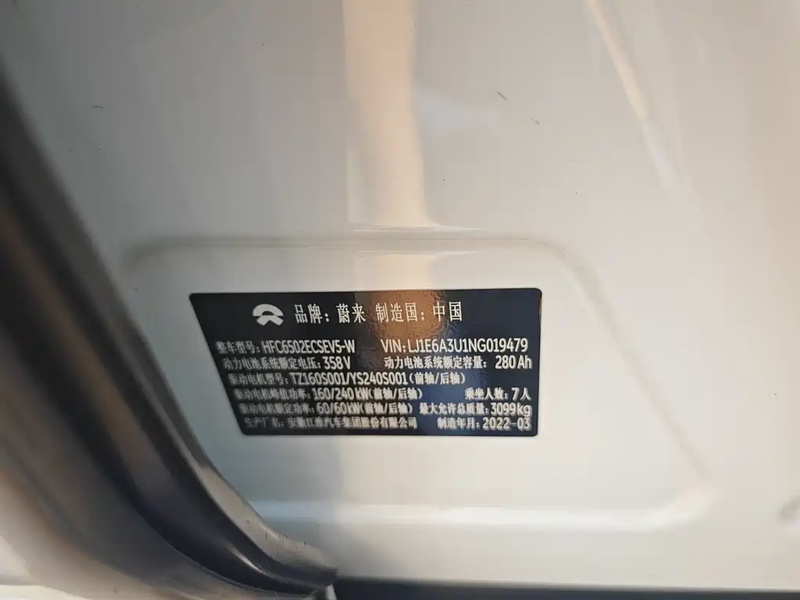 品牌：蔚来 制造国：中国
整车型号：HFC6502ECSEV5-W VIN：LJ1E6A3U1NG019479
动力电池系统额定电压：358V 动力电池系统额定容量：280Ah
驱动电机型号：TZ160S001/YS240S001（前轴/后轴）
驱动电机峰值功率：160/240kW（前轴/后轴） 乘坐人数：7人
驱动电机额定功率：60/60kW（前轴/后轴） 最大允许总质量：3099kg
生产厂名：安徽江淮汽车集团股份有限公司 制造年月：2022-03